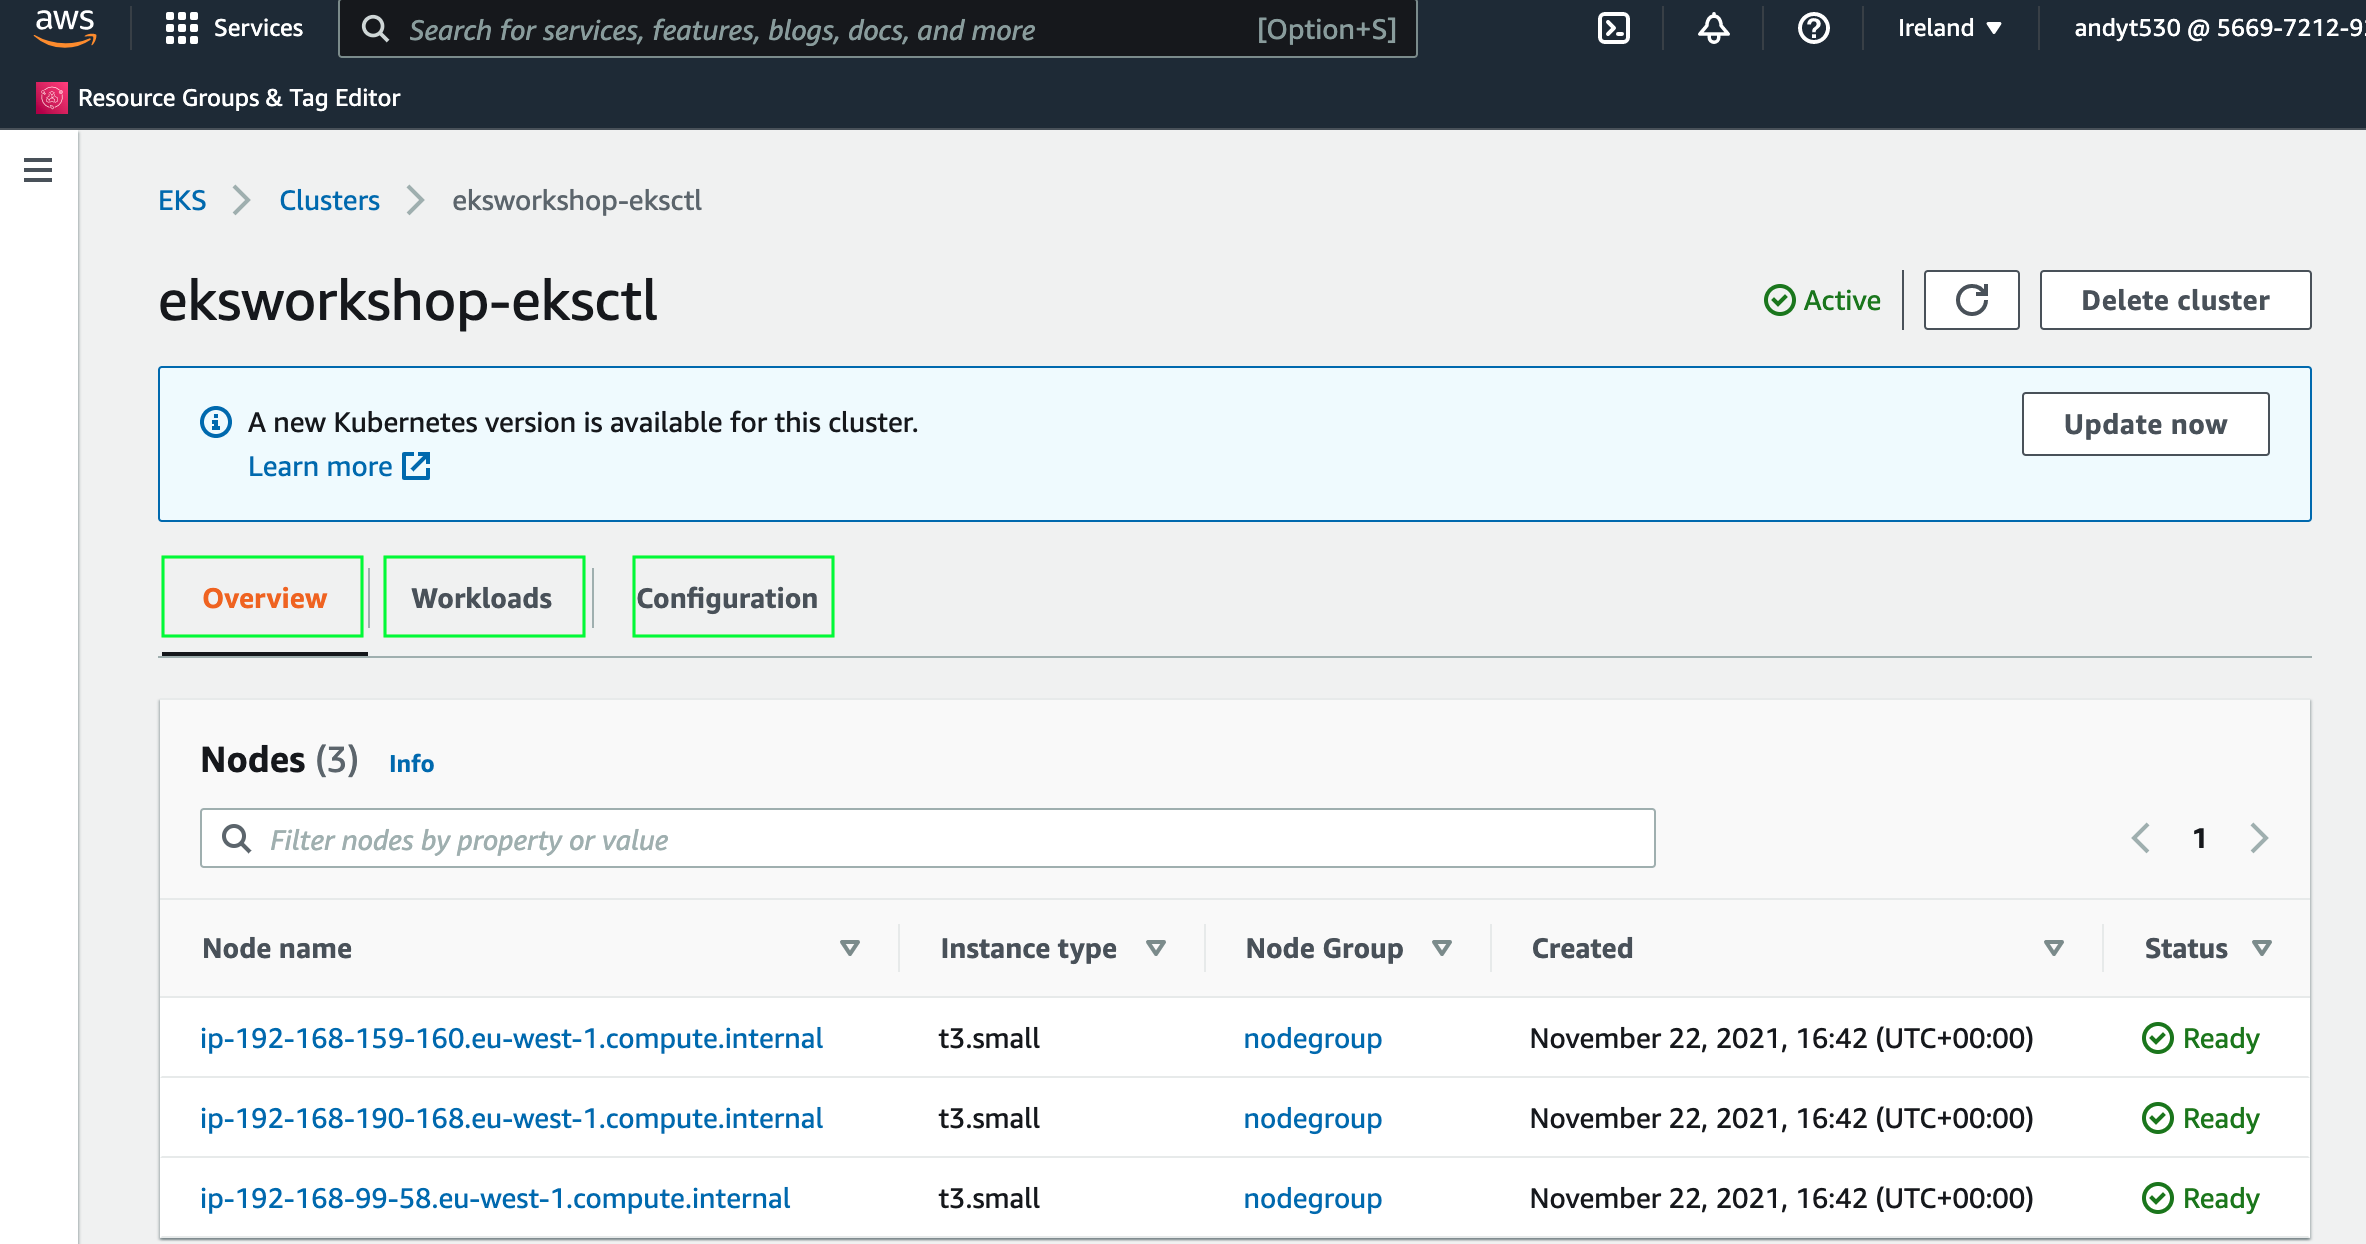 aws Services Search for services, features, blogs, docs, and more [Option+S] Ireland ▼ andyt530 @ 5669-7212-9
Resource Groups & Tag Editor
EKS > Clusters > eksworkshop-eksctl
eksworkshop-eksctl Active Delete cluster
A new Kubernetes version is available for this cluster. Update now
Learn more
Overview Workloads Configuration
Nodes (3) Info
Filter nodes by property or value 1
Node name Instance type Node Group Created Status
ip-192-168-159-160.eu-west-1.compute.internal t3.small nodegroup November 22, 2021, 16:42 (UTC+00:00) Ready
ip-192-168-190-168.eu-west-1.compute.internal t3.small nodegroup November 22, 2021, 16:42 (UTC+00:00) Ready
ip-192-168-99-58.eu-west-1.compute.internal t3.small nodegroup November 22, 2021, 16:42 (UTC+00:00) Ready